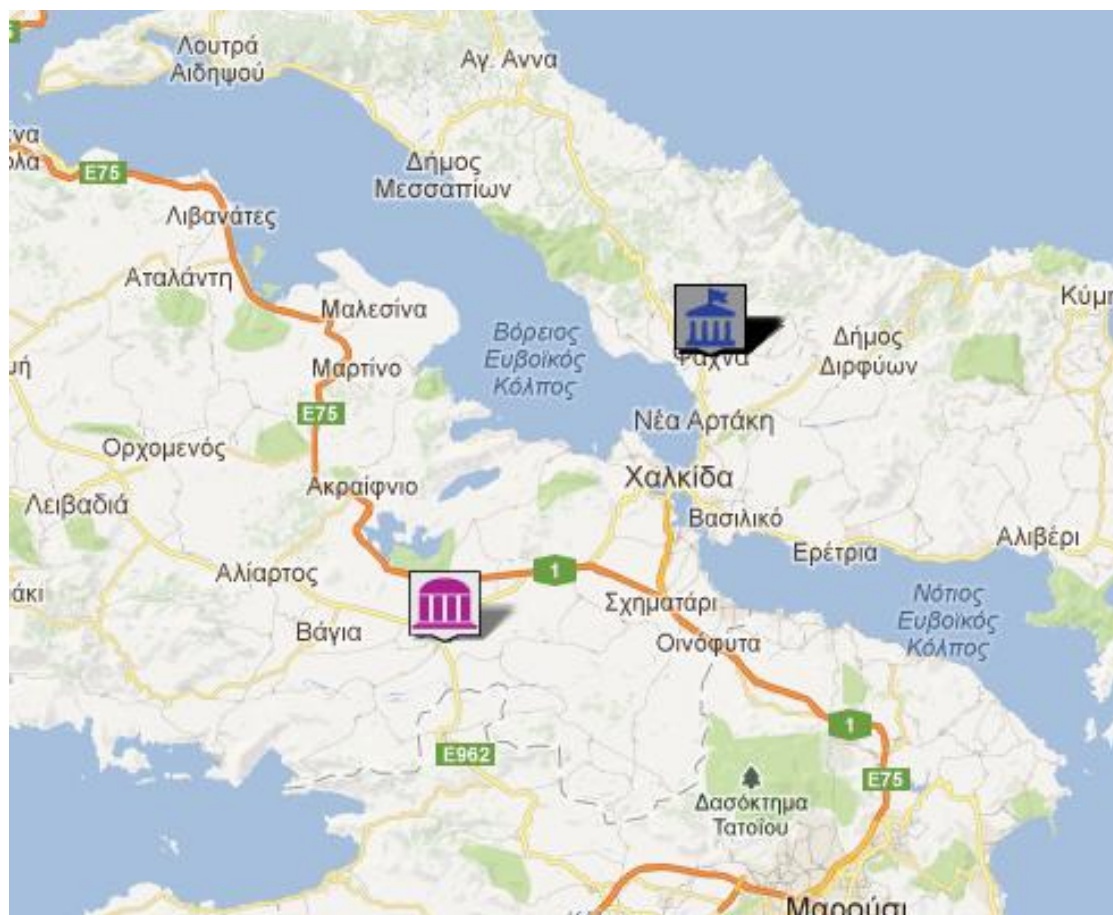 Λουτρά
Αιδηψού
Αγ. Αννα
Δήμος
Μεσσαπίων
E75
Λιβανάτες
Αταλάντη
Μαλεσίνα
Μαρτίνο
Βόρειος
Ευβοϊκός
Κόλπος
Ψαχνά
Δήμος
Διρφύων
E75
Ορχομενός
Νέα Αρτάκη
Ακραίφνιο
Χαλκίδα
Λειβαδιά
Βασιλικό
Ερέτρια
Αλιβέρι
Αλίαρτος
1
Σχηματάρι
Νότιος
Ευβοϊκός
Κόλπος
Βάγια
Οινόφυτα
1
E962
E75
Δασόκτημα
Τατοΐου
Μαρούσι